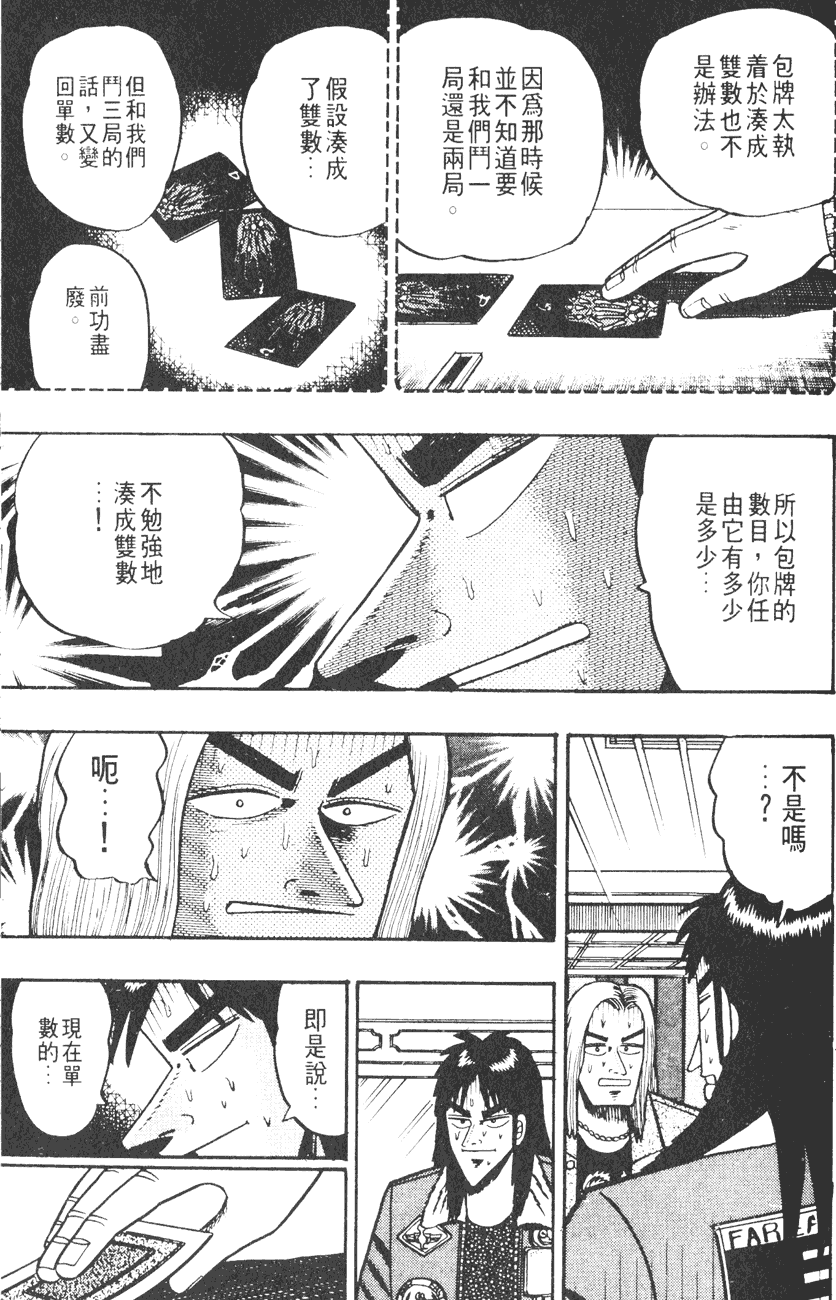 包牌太執
着於湊成
雙數也不
是辦法。
因爲那時候
並不知道要
和我們鬥一
局還是兩局。
假設湊成
了雙數…
但和我們
鬥三局的
話，又變
回單數。
前功盡
廢。
所以包牌的
數目，你任
由它有多少
是多少…
不勉強地
湊成雙數
…！
不是嗎
…？
呃…！
即是說…
現在單
數的…